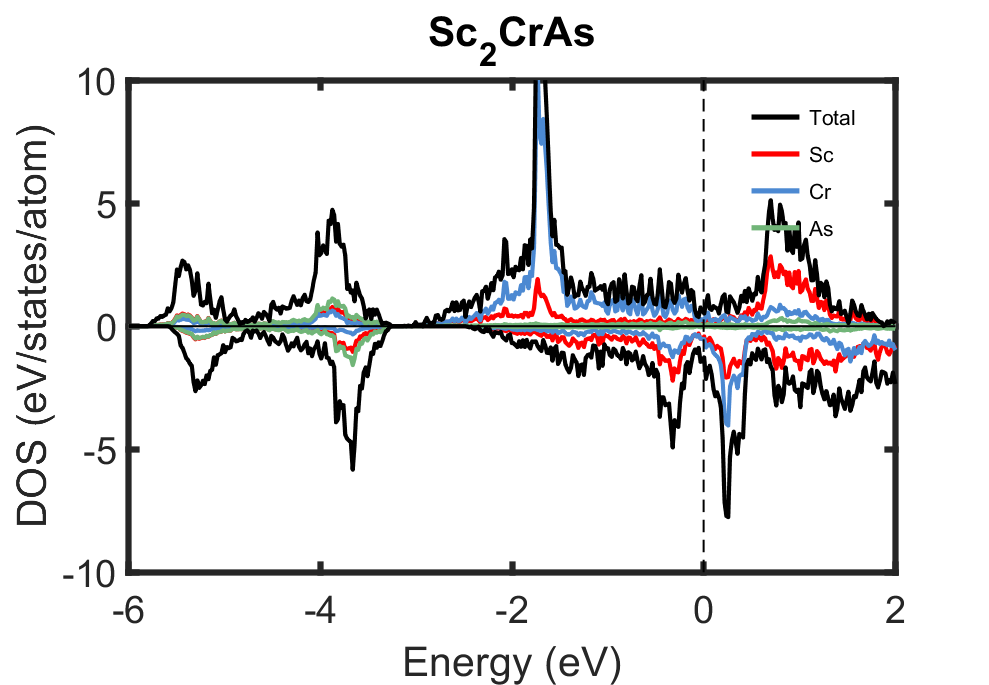 Sc2CrAs
10
5
0
-5
-10
DOS (eV/states/atom)
Total
Sc
Cr
As
-6 -4 -2 0 2
Energy (eV)